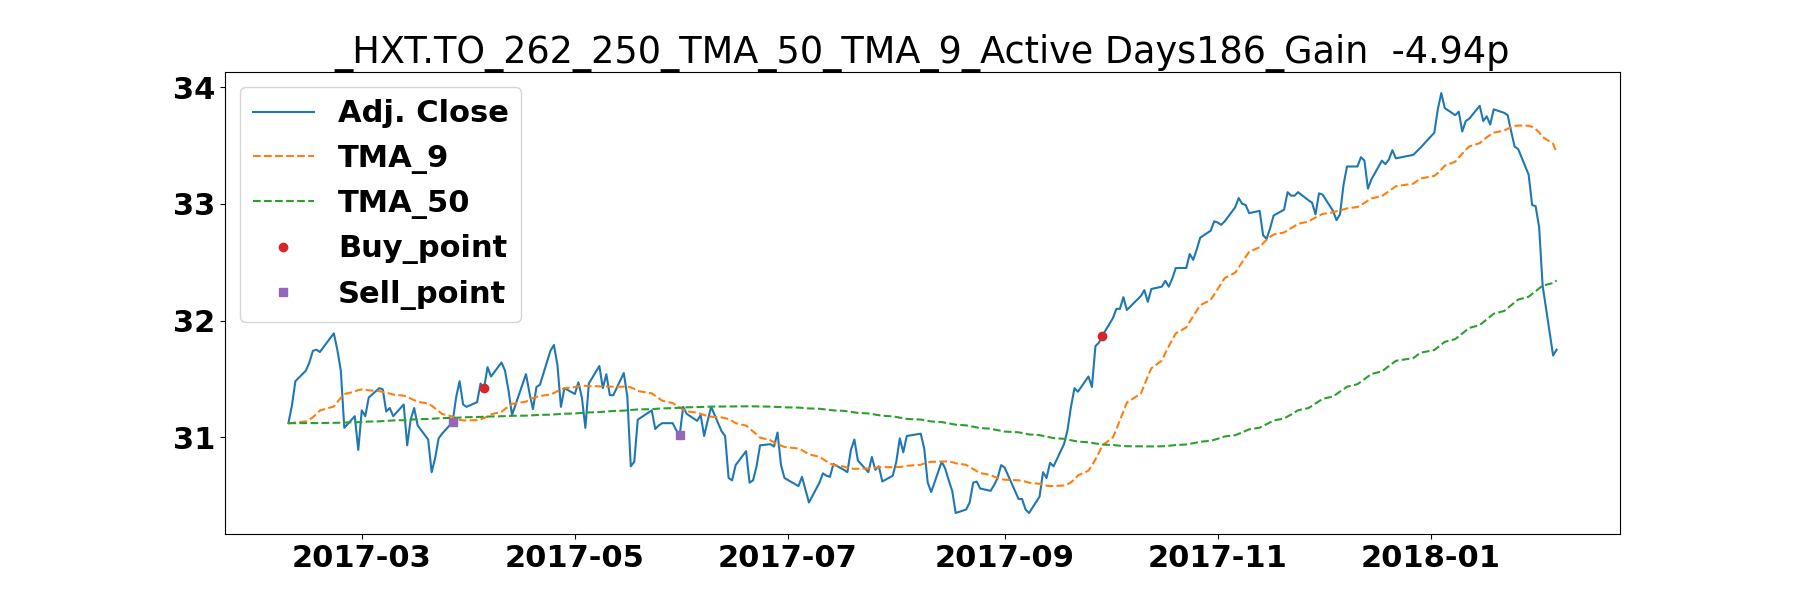 _HXT.TO_262_250_TMA_50_TMA_9_Active Days186_Gain  -4.94p
34
33
32
31
Adj. Close
TMA_9
TMA_50
Buy_point
Sell_point
2017-03
2017-05
2017-07
2017-09
2017-11
2018-01